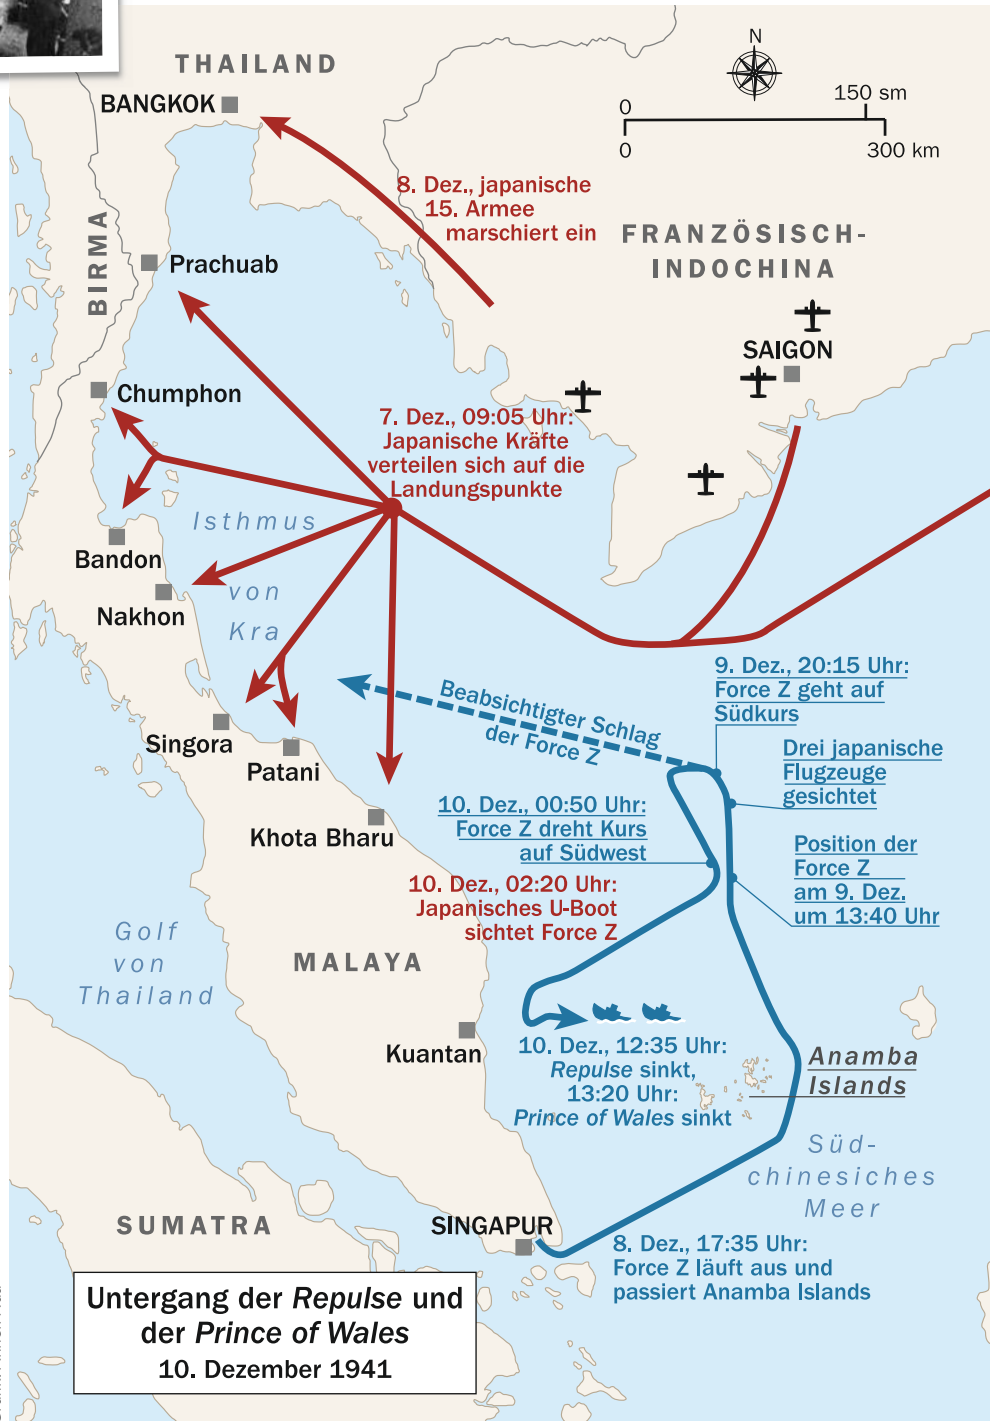 THAILAND
BANGKOK
N
0
150 sm
0
300 km
8. Dez., japanische
15. Armee
marschiert ein
FRANZÖSISCH-
INDOCHINA
BIRMA
Prachuab
SAIGON
Chumphon
7. Dez., 09:05 Uhr:
Japanische Kräfte
verteilen sich auf die
Landungspunkte
Isthmus
von
Kra
Bandon
Nakhon
9. Dez., 20:15 Uhr:
Force Z geht auf
Südkurs
Beabsichtigter Schlag
der Force Z
Singora
Patani
Drei japanische
Flugzeuge
gesichtet
10. Dez., 00:50 Uhr:
Force Z dreht Kurs
auf Südwest
Khota Bharu
Position der
Force Z
am 9. Dez.
um 13:40 Uhr
10. Dez., 02:20 Uhr:
Japanisches U-Boot
sichtet Force Z
Golf
von
Thailand
MALAYA
Kuantan
10. Dez., 12:35 Uhr:
Repulse sinkt,
13:20 Uhr:
Prince of Wales sinkt
Anamba
Islands
Süd-
chinesiches
Meer
SUMATRA
SINGAPUR
8. Dez., 17:35 Uhr:
Force Z läuft aus und
passiert Anamba Islands
Untergang der Repulse und
der Prince of Wales
10. Dezember 1941